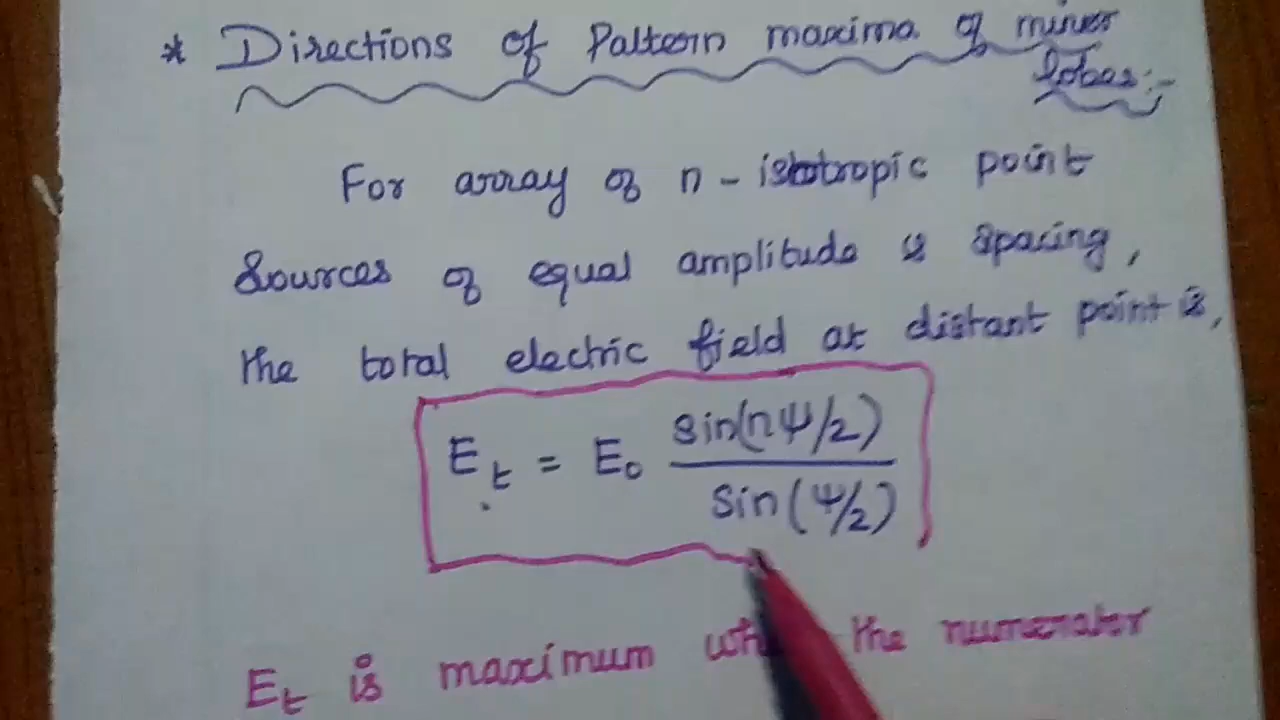 * Directions of Pattern maxima of minor
lobes:-
For array of n - isotropic point
Sources of equal amplitude & spacing,
the total electric field at distant point is,
E_t = E_0 sin(nψ/2) / sin(ψ/2)
E_t is maximum the numerator